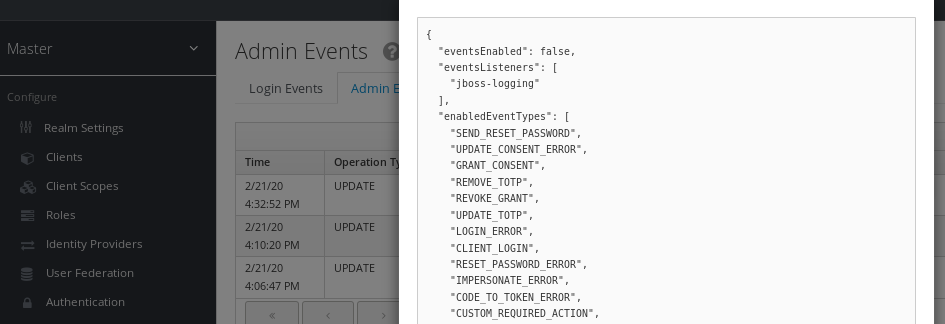 Master
Configure
Realm Settings
Clients
Client Scopes
Roles
Identity Providers
User Federation
Authentication
Admin Events ?
Login Events Admin E
Time Operation Ty
2/21/20 UPDATE
4:32:52 PM
2/21/20 UPDATE
4:10:20 PM
2/21/20 UPDATE
4:06:47 PM
« ‹ ›
{
"eventsEnabled": false,
"eventsListeners": [
"jboss-logging"
],
"enabledEventTypes": [
"SEND_RESET_PASSWORD",
"UPDATE_CONSENT_ERROR",
"GRANT_CONSENT",
"REMOVE_TOTP",
"REVOKE_GRANT",
"UPDATE_TOTP",
"LOGIN_ERROR",
"CLIENT_LOGIN",
"RESET_PASSWORD_ERROR",
"IMPERSONATE_ERROR",
"CODE_TO_TOKEN_ERROR",
"CUSTOM_REQUIRED_ACTION",